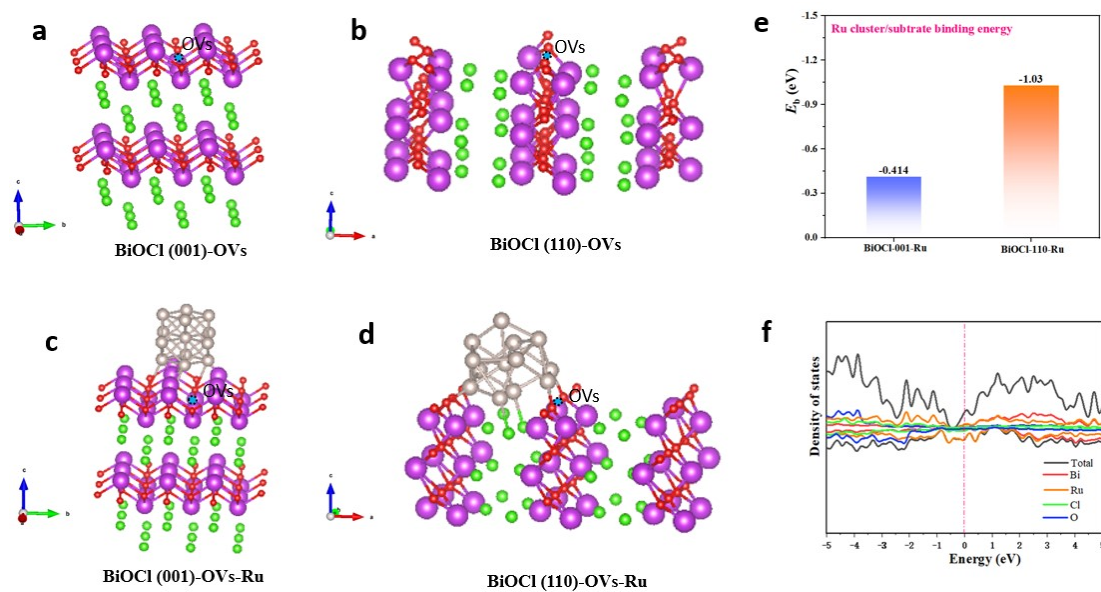 a
OVs
c
b
BiOCl (001)-OVs
b
OVs
c
a
BiOCl (110)-OVs
e
Ru cluster/subtrate binding energy
-1.5
-1.2
-0.9
-0.6
-0.3
0.0
Eb (eV)
-0.414
-1.03
BiOCl-001-Ru
BiOCl-110-Ru
c
OVs
c
b
BiOCl (001)-OVs-Ru
d
OVs
c
a
BiOCl (110)-OVs-Ru
f
Density of states
Total
Bi
Ru
Cl
O
-5 -4 -3 -2 -1 0 1 2 3 4 5
Energy (eV)